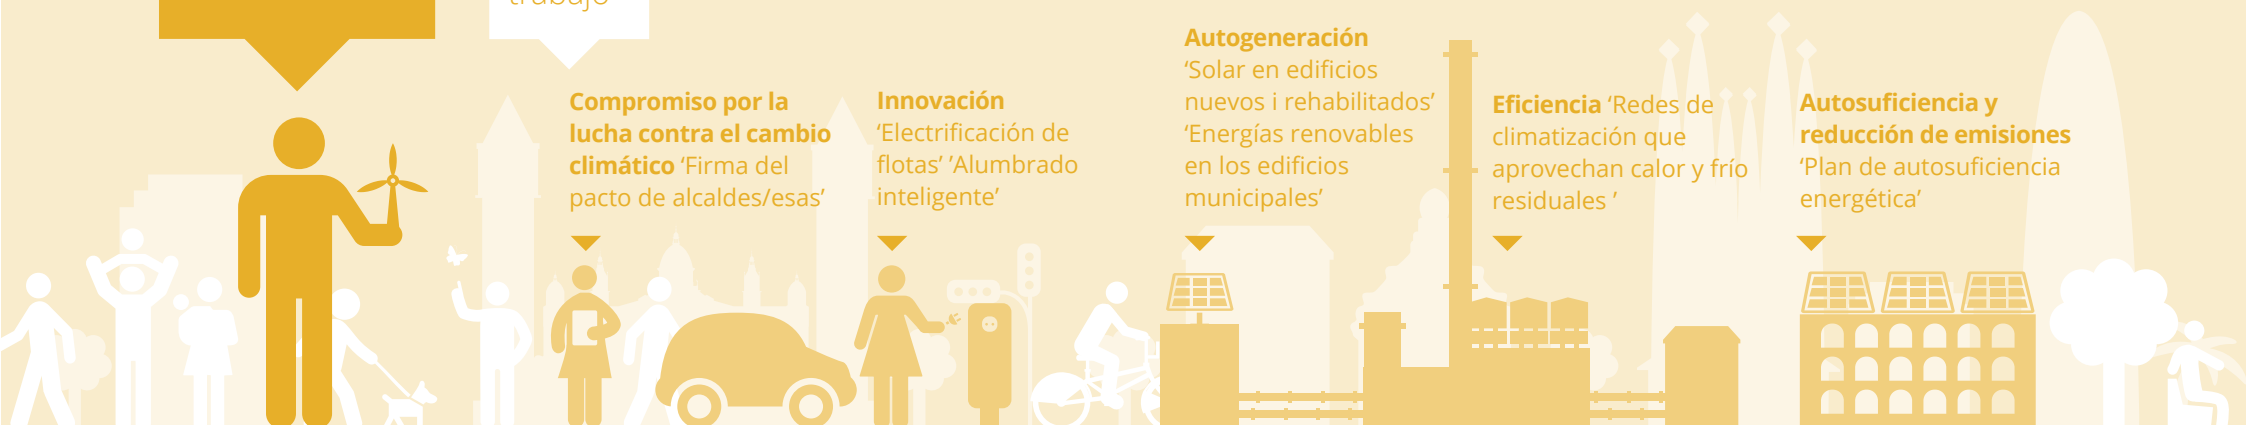 trabajo
Compromiso por la
lucha contra el cambio
climático ‘Firma del
pacto de alcaldes/esas’
Innovación
‘Electrificación de
flotas’ ’Alumbrado
inteligente’
Autogeneración
‘Solar en edificios
nuevos i rehabilitados’
‘Energías renovables
en los edificios
municipales’
Eficiencia ‘Redes de
climatización que
aprovechan calor y frío
residuales ’
Autosuficiencia y
reducción de emisiones
‘Plan de autosuficiencia
energética’